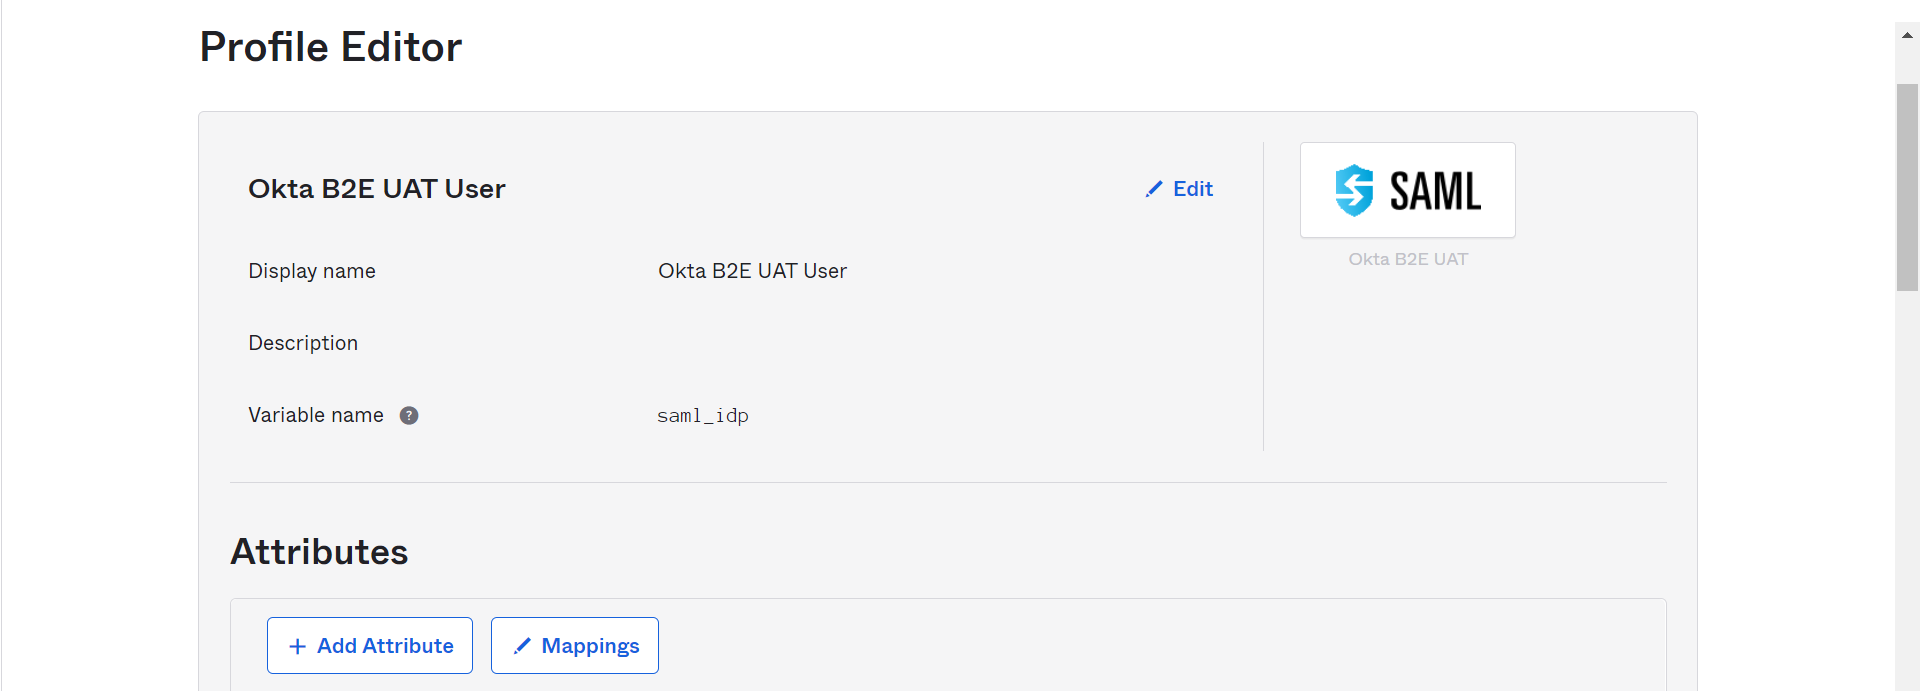 Profile Editor
Okta B2E UAT User
Edit
SAML
Okta B2E UAT
Display name
Okta B2E UAT User
Description
Variable name ?
saml_idp
Attributes
+ Add Attribute
Mappings